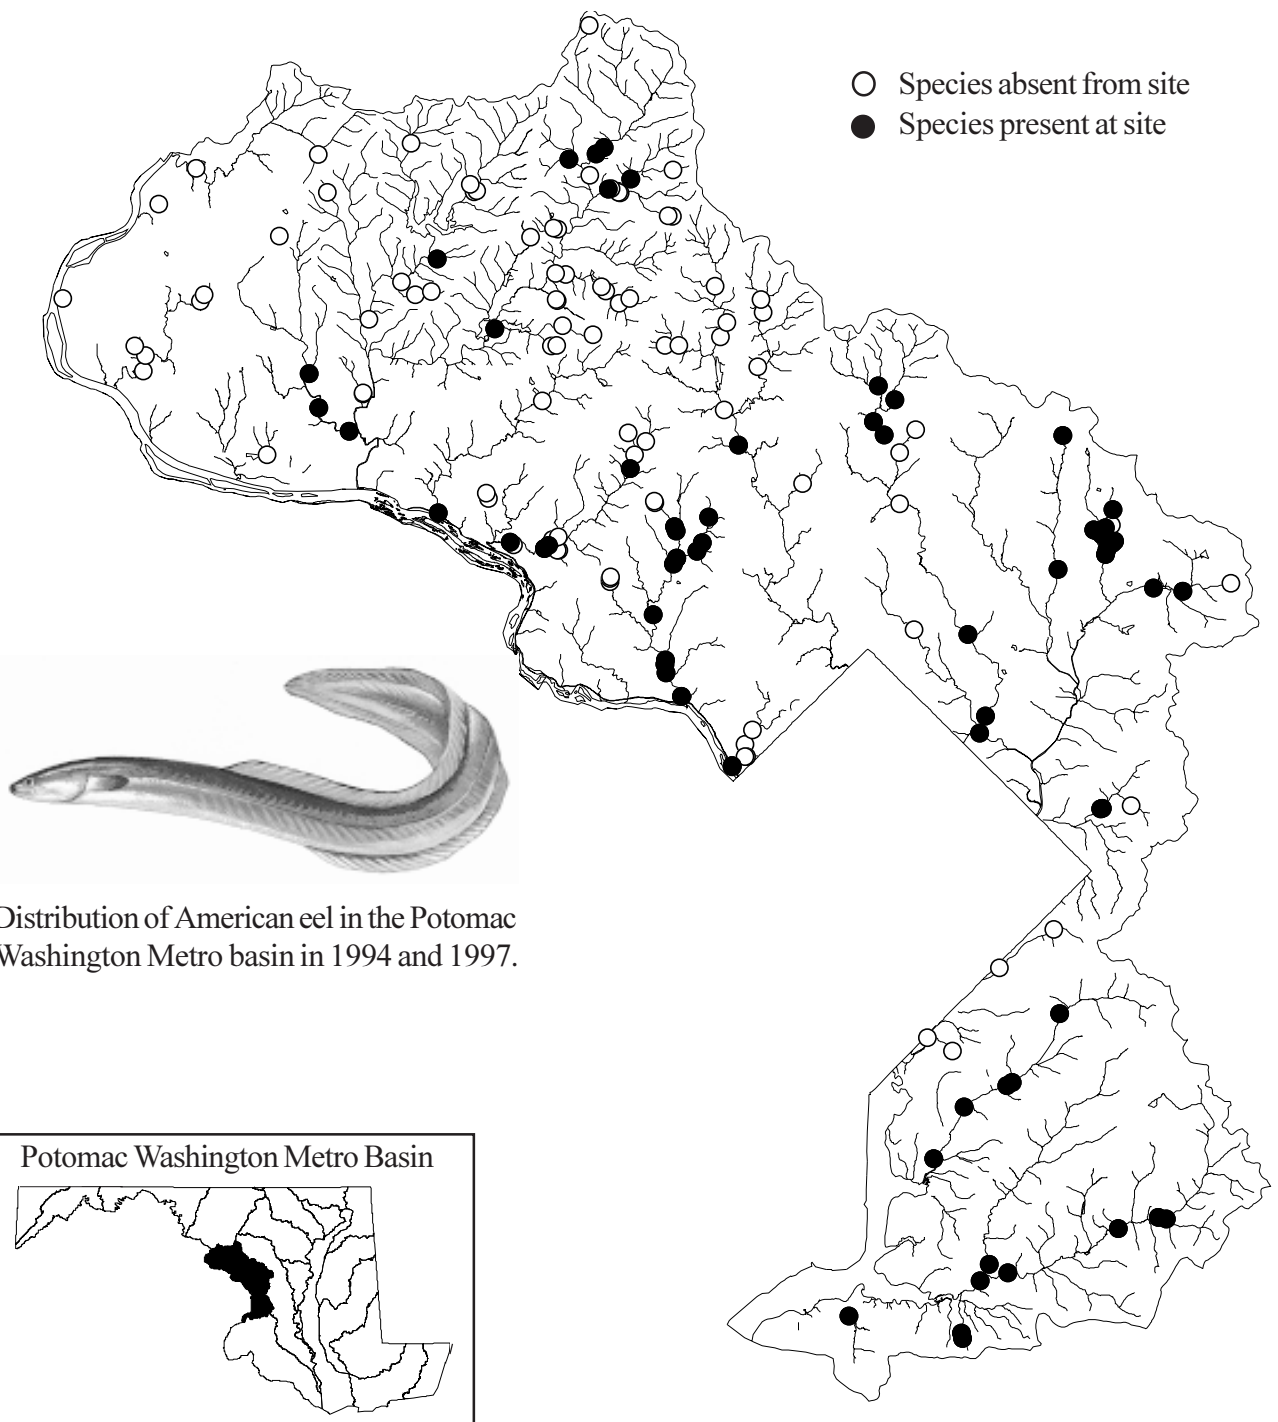 Species absent from site
Species present at site
Distribution of American eel in the Potomac
Washington Metro basin in 1994 and 1997.
Potomac Washington Metro Basin